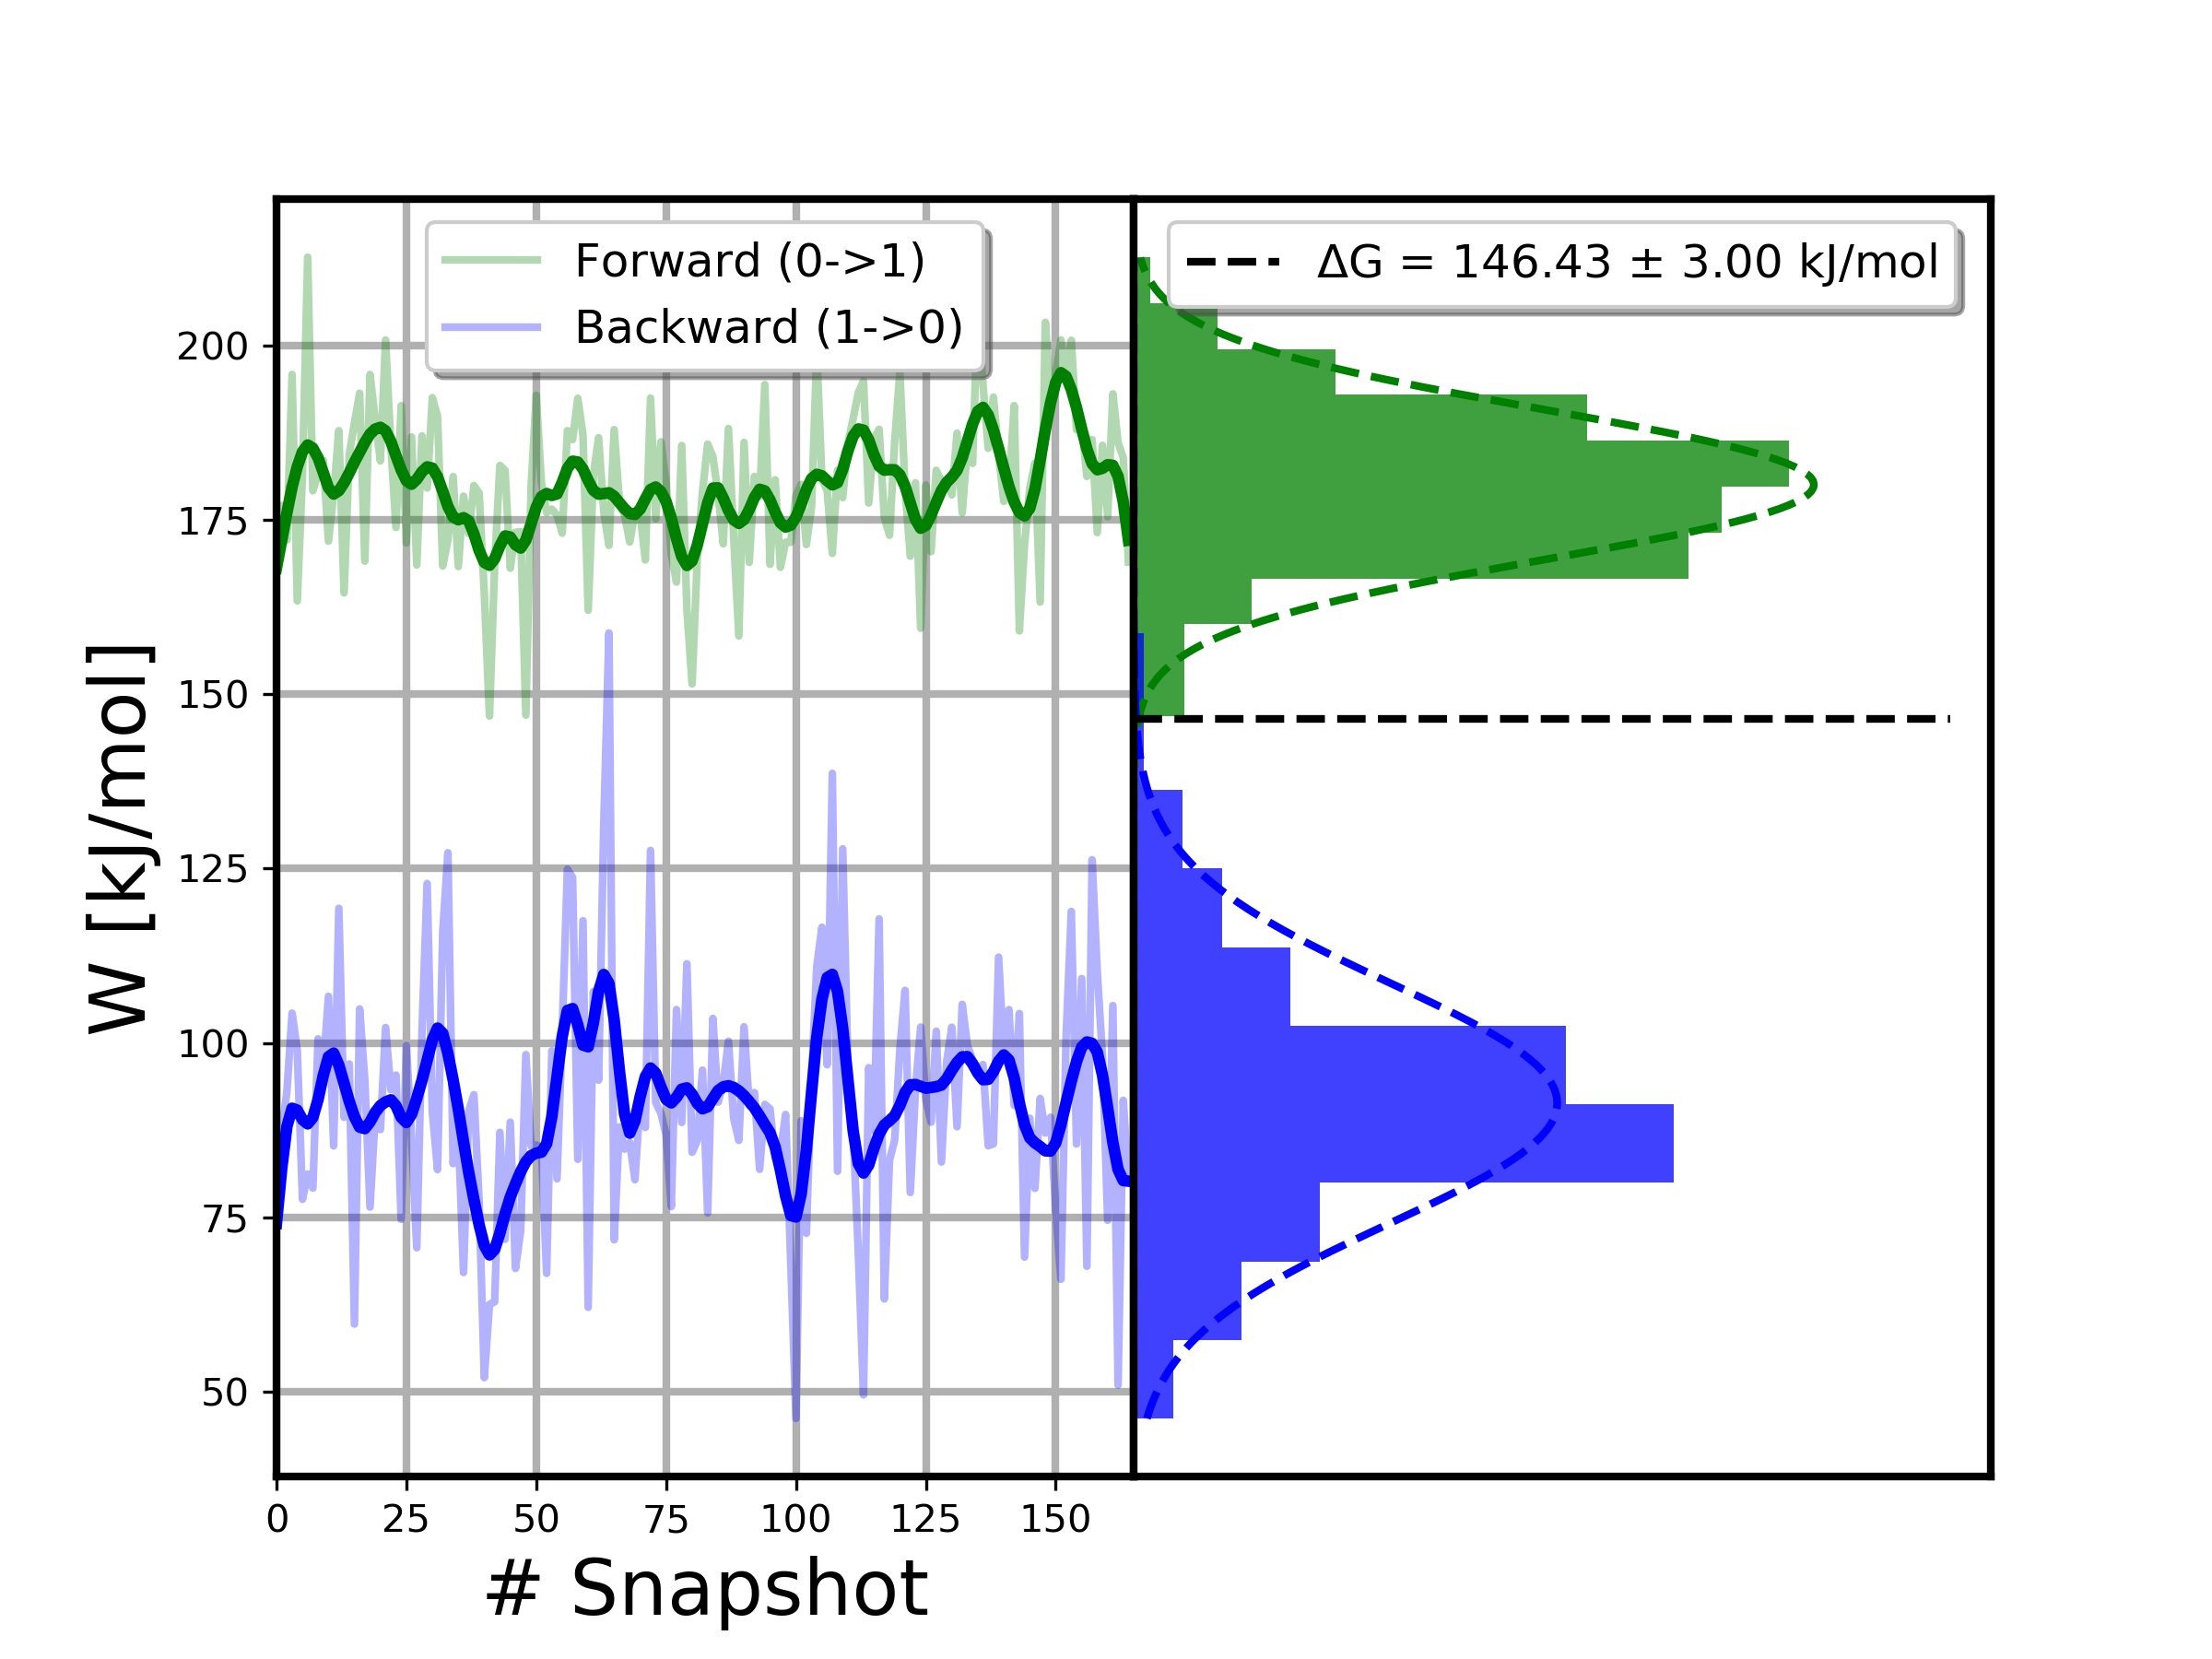 Forward (0->1)
Backward (1->0)
ΔG = 146.43 ± 3.00 kJ/mol
W [kJ/mol]
200
175
150
125
100
75
50
0 25 50 75 100 125 150
# Snapshot